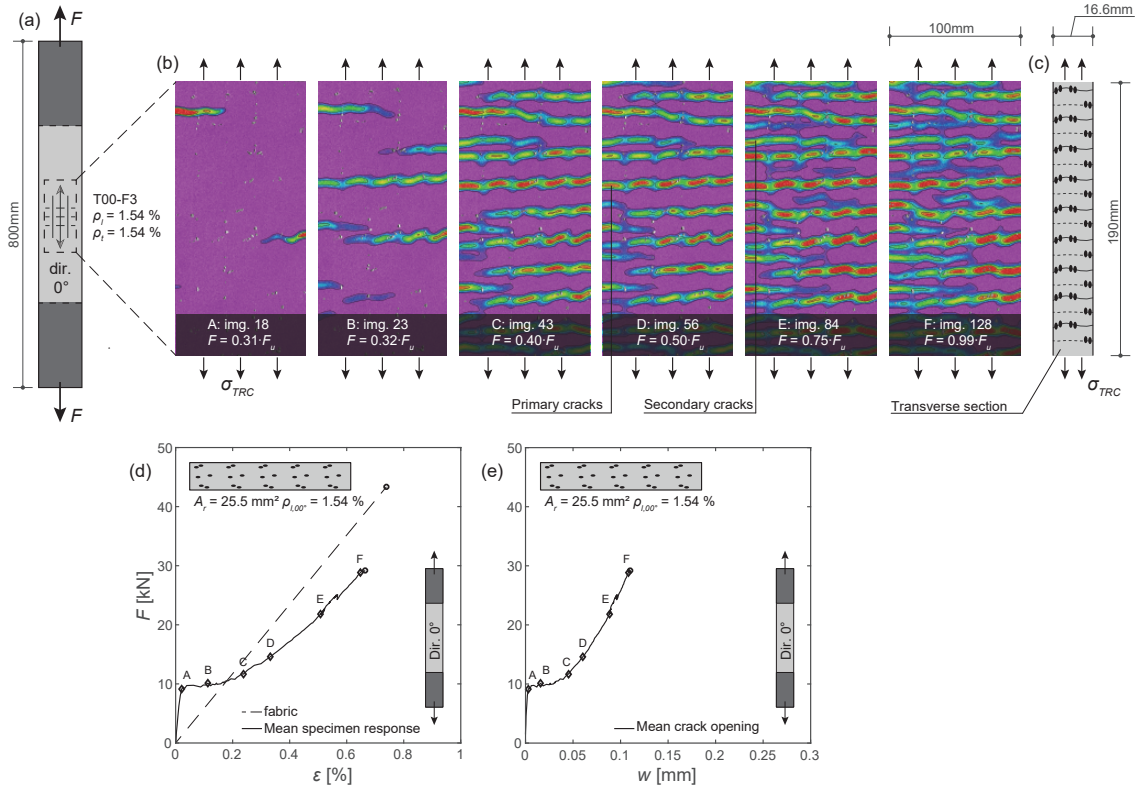 (a)
F
800mm
T00-F3
ρl = 1.54 %
ρt = 1.54 %
dir.
0°
F
(b)
100mm
16.6mm
(c)
190mm
A: img. 18
F = 0.31·Fu
B: img. 23
F = 0.32·Fu
C: img. 43
F = 0.40·Fu
D: img. 56
F = 0.50·Fu
E: img. 84
F = 0.75·Fu
F: img. 128
F = 0.99·Fu
σTRC
Primary cracks
Secondary cracks
Transverse section
σTRC
(d)
Ar = 25.5 mm² ρl,00° = 1.54 %
F [kN]
50
40
30
20
10
0
A
B
C
D
E
F
Dir. 0°
fabric
Mean specimen response
0
0.2
0.4
0.6
0.8
1
ε [%]
(e)
Ar = 25.5 mm² ρl,00° = 1.54 %
50
40
30
20
10
0
A
B
C
D
E
F
Dir. 0°
Mean crack opening
0
0.05
0.1
0.15
0.2
0.25
0.3
w [mm]